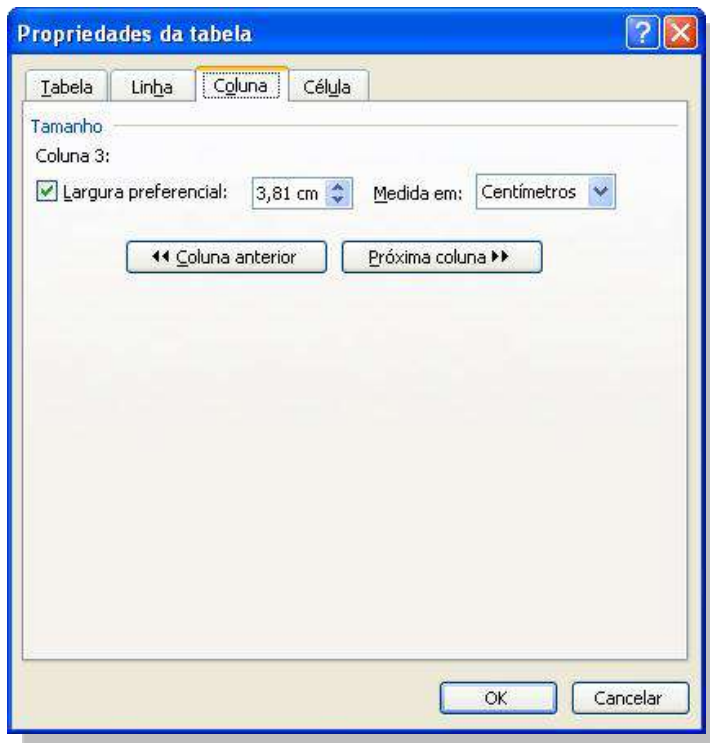 Propriedades da tabela
Tabela Linha Coluna Célula
Tamanho
Coluna 3:
Largura preferencial: 3,81 cm Medida em: Centímetros
Coluna anterior Próxima coluna
OK Cancelar